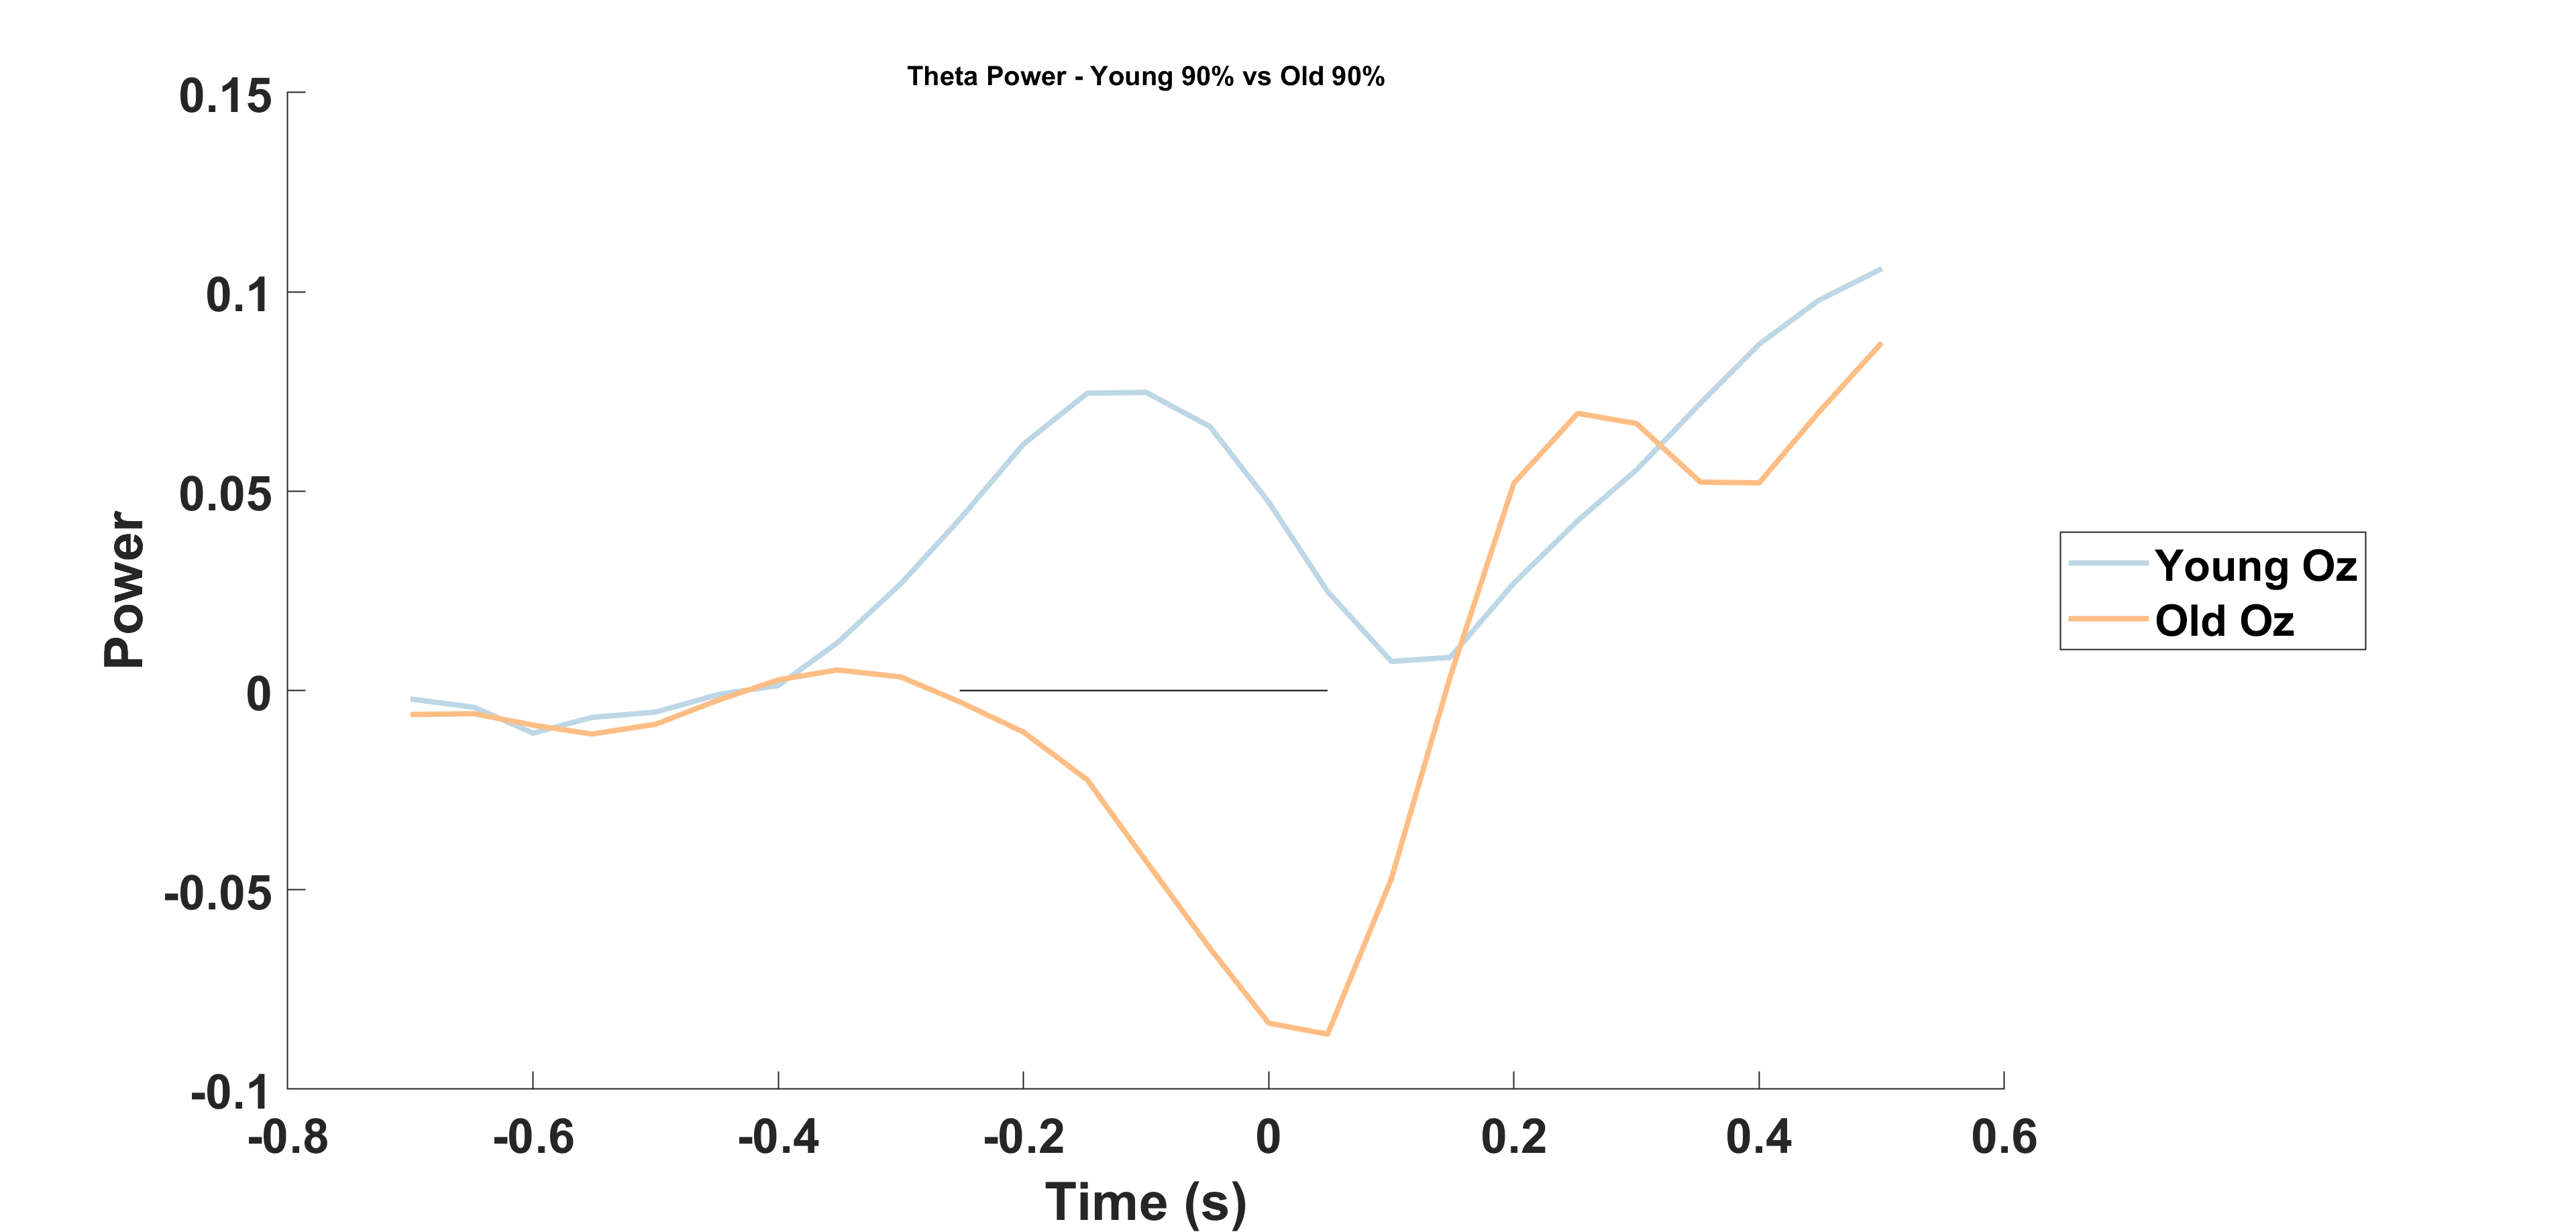 Theta Power - Young 90% vs Old 90%
0.15
0.1
0.05
0
-0.05
-0.1
Power
-0.8 -0.6 -0.4 -0.2 0 0.2 0.4 0.6
Time (s)
Young Oz
Old Oz